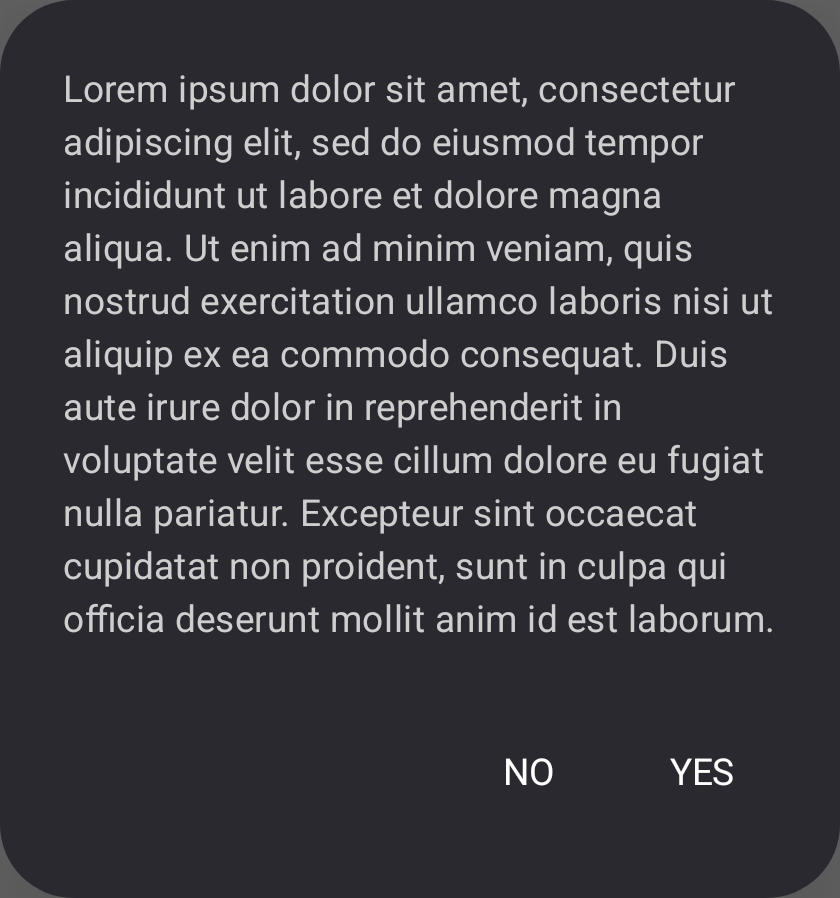 Lorem ipsum dolor sit amet, consectetur
adipiscing elit, sed do eiusmod tempor
incididunt ut labore et dolore magna
aliqua. Ut enim ad minim veniam, quis
nostrud exercitation ullamco laboris nisi ut
aliquip ex ea commodo consequat. Duis
aute irure dolor in reprehenderit in
voluptate velit esse cillum dolore eu fugiat
nulla pariatur. Excepteur sint occaecat
cupidatat non proident, sunt in culpa qui
officia deserunt mollit anim id est laborum.
NO YES